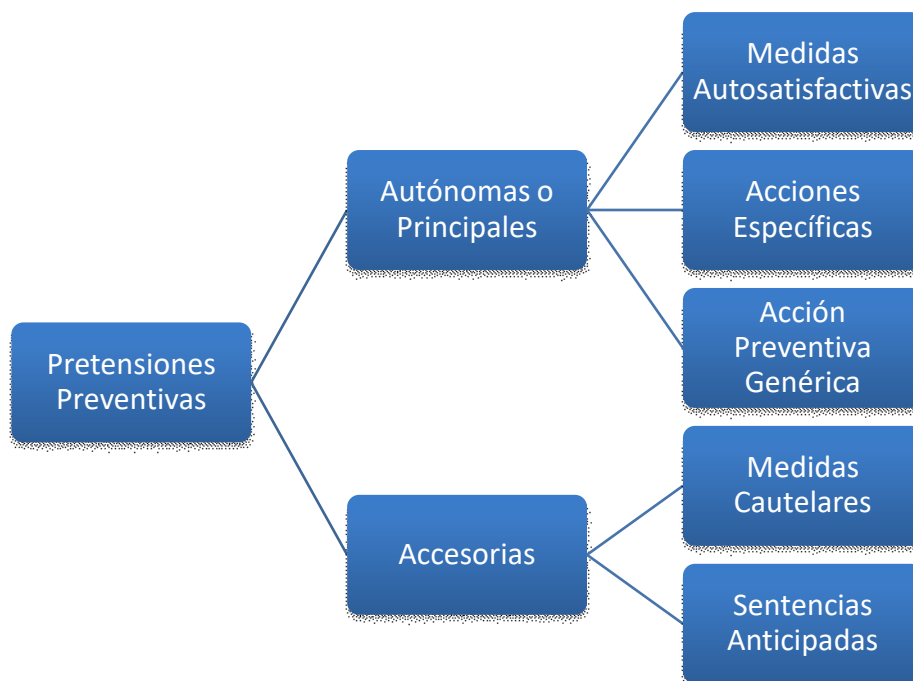 Pretensiones
Preventivas
Autónomas o
Principales
Medidas
Autosatisfactivas
Acciones
Específicas
Acción
Preventiva
Genérica
Accesorias
Medidas
Cautelares
Sentencias
Anticipadas